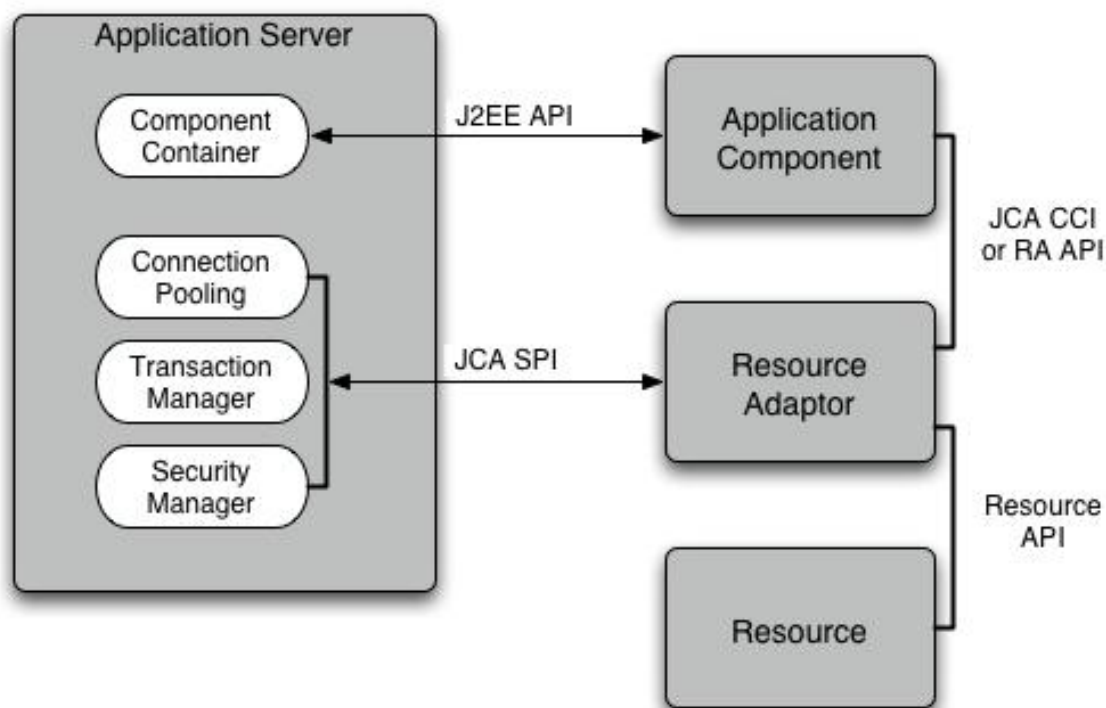 Application Server
Component
Container
J2EE API
Application
Component
JCA CCI
or RA API
Connection
Pooling
Transaction
Manager
Security
Manager
JCA SPI
Resource
Adaptor
Resource
API
Resource